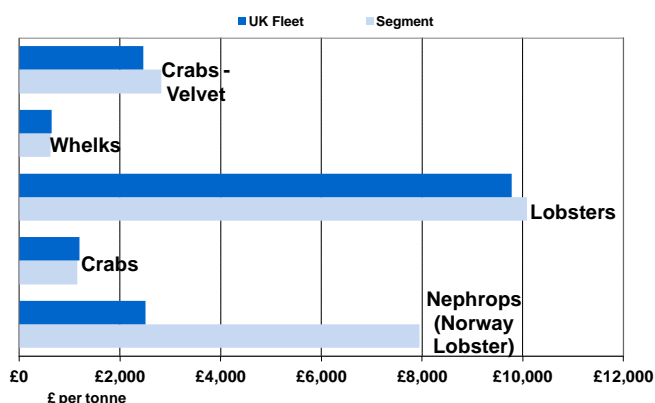 UK Fleet Segment
Crabs -
Velvet
Whelks
Lobsters
Crabs
Nephrops
(Norway
Lobster)
£0 £2,000 £4,000 £6,000 £8,000 £10,000 £12,000
£ per tonne